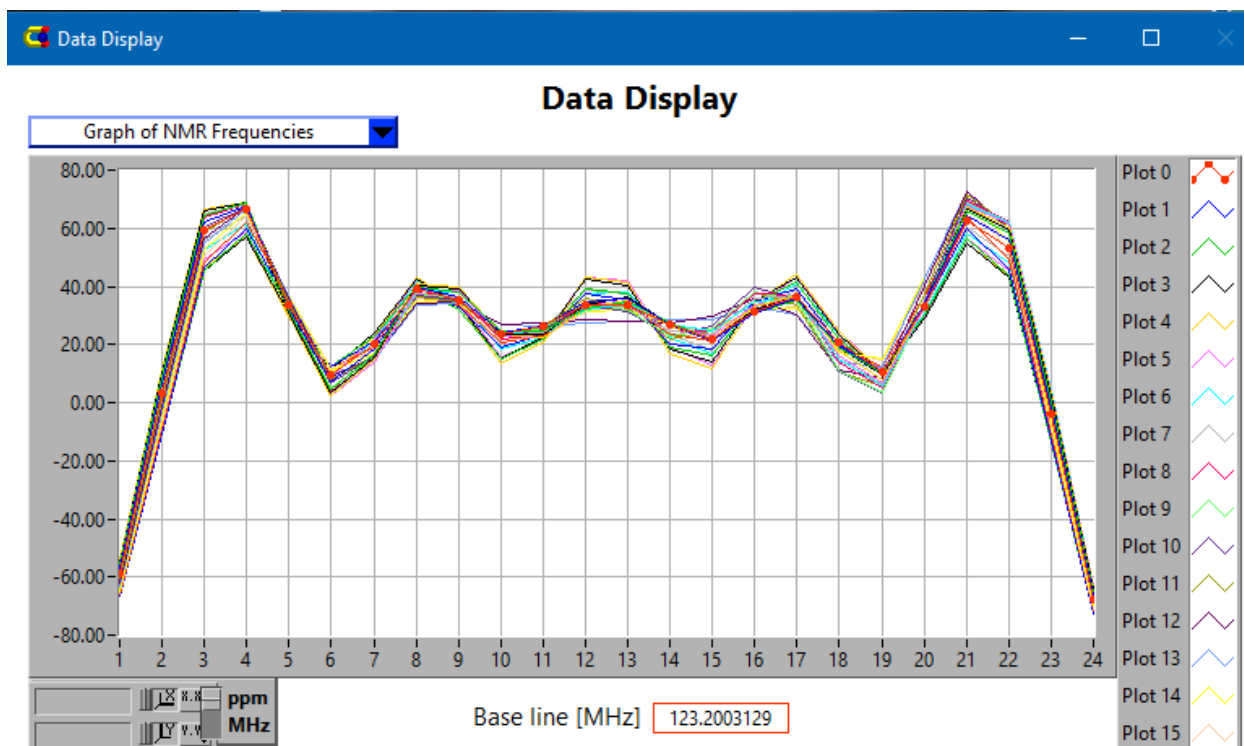 Data Display
Data Display
Graph of NMR Frequencies
80.00
60.00
40.00
20.00
0.00
-20.00
-40.00
-60.00
-80.00
1 2 3 4 5 6 7 8 9 10 11 12 13 14 15 16 17 18 19 20 21 22 23 24
Plot 0
Plot 1
Plot 2
Plot 3
Plot 4
Plot 5
Plot 6
Plot 7
Plot 8
Plot 9
Plot 10
Plot 11
Plot 12
Plot 13
Plot 14
Plot 15
X X.X ppm
Y Y.Y MHz
Base line [MHz] 123.2003129